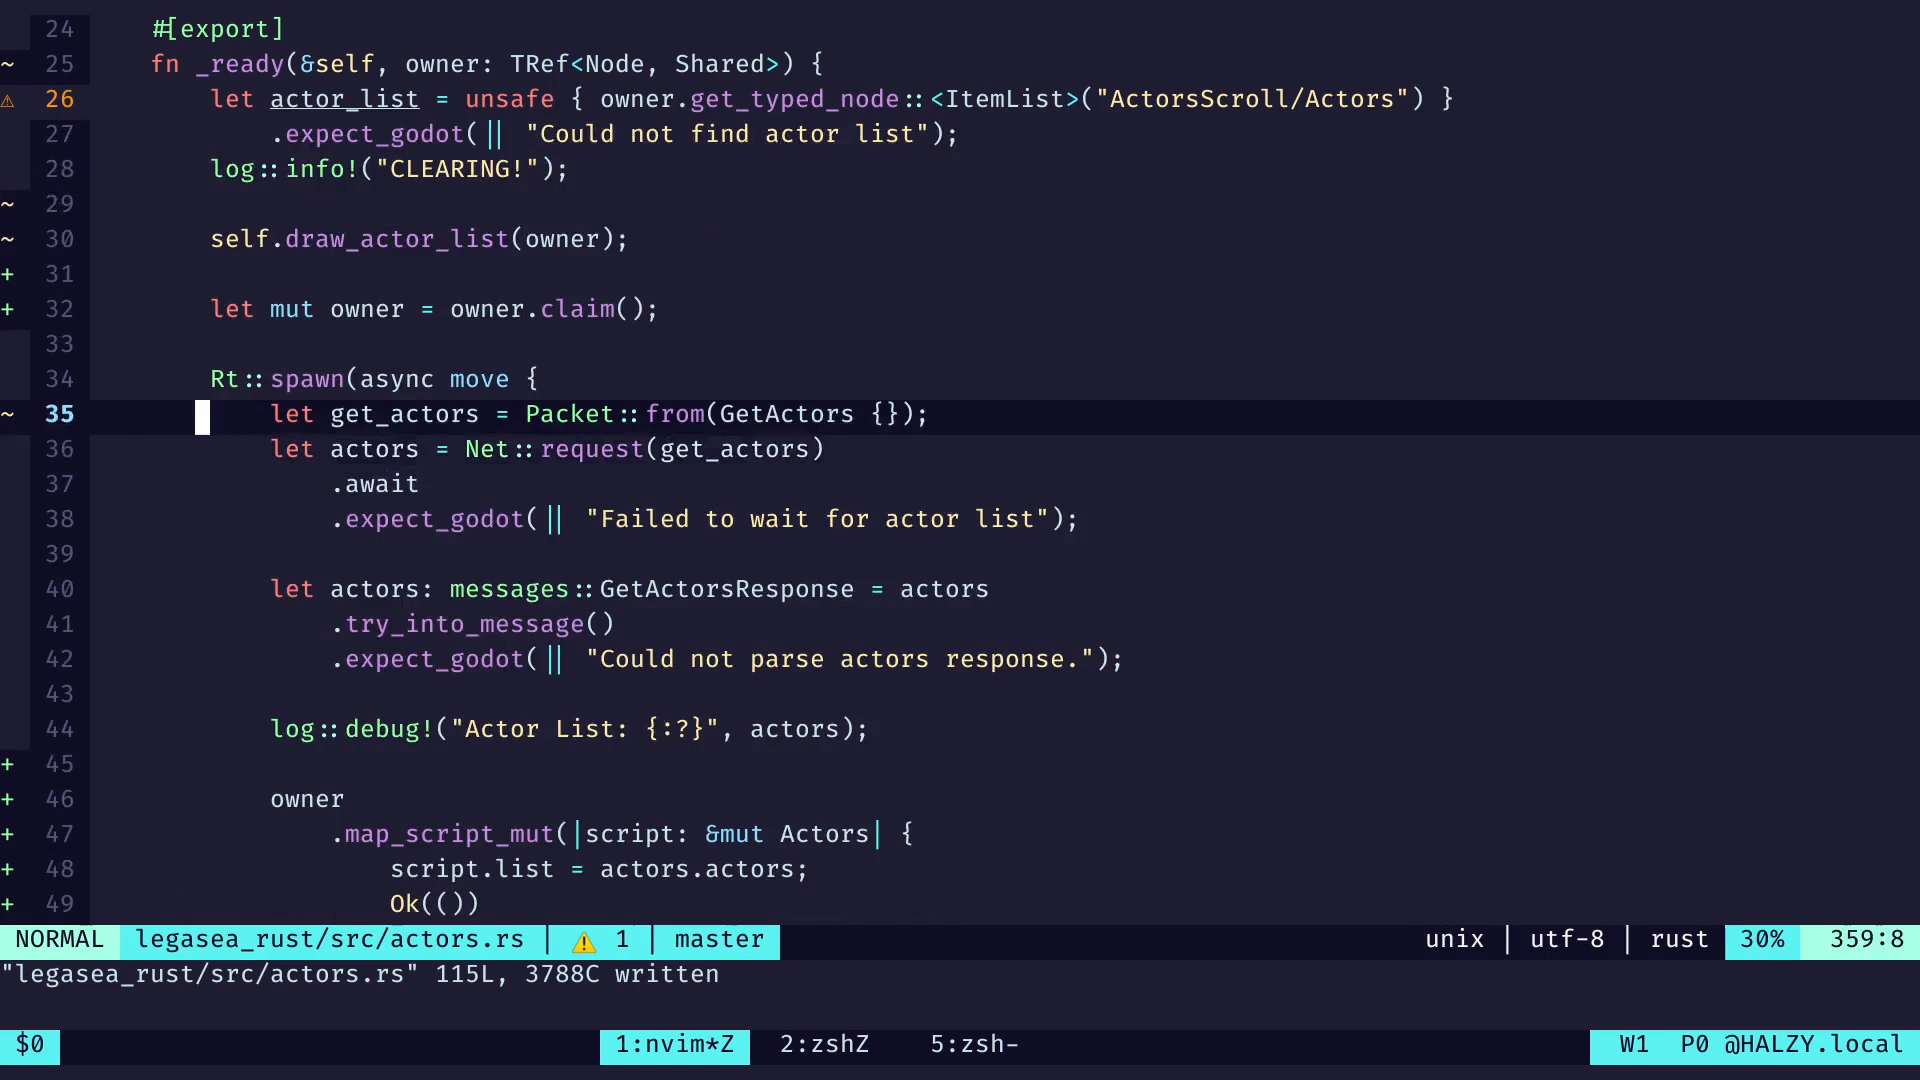 24 #[export]
~ 25 fn _ready(&self, owner: TRef<Node, Shared>) {
⚠ 26 let actor_list = unsafe { owner.get_typed_node::<ItemList>("ActorsScroll/Actors") }
27 .expect_godot(|| "Could not find actor list");
28 log::info!("CLEARING!");
~ 29
~ 30 self.draw_actor_list(owner);
+ 31
+ 32 let mut owner = owner.claim();
33
34 Rt::spawn(async move {
~ 35 let get_actors = Packet::from(GetActors {});
36 let actors = Net::request(get_actors)
37 .await
38 .expect_godot(|| "Failed to wait for actor list");
39
40 let actors: messages::GetActorsResponse = actors
41 .try_into_message()
42 .expect_godot(|| "Could not parse actors response.");
43
44 log::debug!("Actor List: {:?}", actors);
+ 45
+ 46 owner
+ 47 .map_script_mut(|script: &mut Actors| {
+ 48 script.list = actors.actors;
+ 49 Ok(())
NORMAL legasea_rust/src/actors.rs | ⚠ 1 | master unix | utf-8 | rust 30% 359:8
"legasea_rust/src/actors.rs" 115L, 3788C written
$0 1:nvim*Z 2:zshZ 5:zsh- W1 P0 @HALZY.local